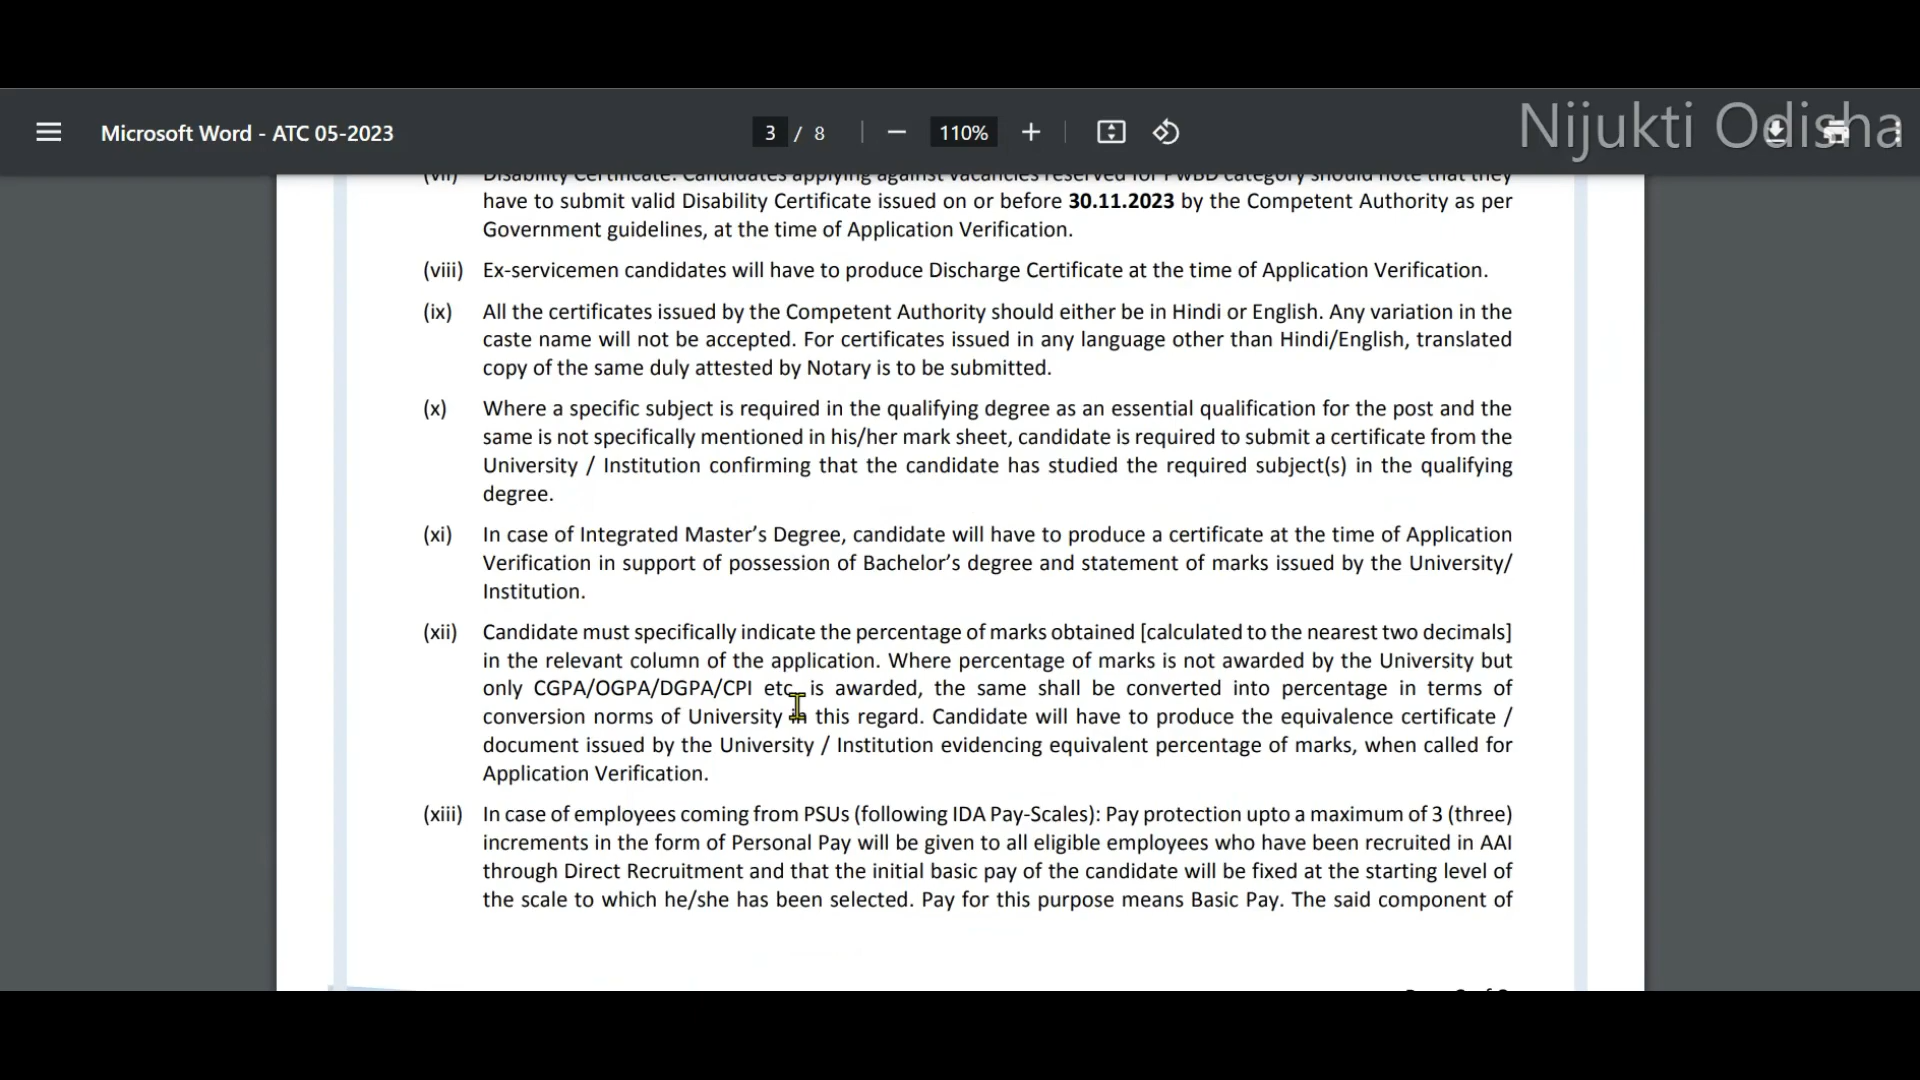 Microsoft Word - ATC 05-2023
3 / 8
110%
Nijukti Odisha
(vii) Disability Certificate: Candidates applying against vacancies reserved for PwBD category should note that they
have to submit valid Disability Certificate issued on or before 30.11.2023 by the Competent Authority as per
Government guidelines, at the time of Application Verification.
(viii) Ex-servicemen candidates will have to produce Discharge Certificate at the time of Application Verification.
(ix) All the certificates issued by the Competent Authority should either be in Hindi or English. Any variation in the
caste name will not be accepted. For certificates issued in any language other than Hindi/English, translated
copy of the same duly attested by Notary is to be submitted.
(x) Where a specific subject is required in the qualifying degree as an essential qualification for the post and the
same is not specifically mentioned in his/her mark sheet, candidate is required to submit a certificate from the
University / Institution confirming that the candidate has studied the required subject(s) in the qualifying
degree.
(xi) In case of Integrated Master’s Degree, candidate will have to produce a certificate at the time of Application
Verification in support of possession of Bachelor’s degree and statement of marks issued by the University/
Institution.
(xii) Candidate must specifically indicate the percentage of marks obtained [calculated to the nearest two decimals]
in the relevant column of the application. Where percentage of marks is not awarded by the University but
only CGPA/OGPA/DGPA/CPI etc. is awarded, the same shall be converted into percentage in terms of
conversion norms of University in this regard. Candidate will have to produce the equivalence certificate /
document issued by the University / Institution evidencing equivalent percentage of marks, when called for
Application Verification.
(xiii) In case of employees coming from PSUs (following IDA Pay-Scales): Pay protection upto a maximum of 3 (three)
increments in the form of Personal Pay will be given to all eligible employees who have been recruited in AAI
through Direct Recruitment and that the initial basic pay of the candidate will be fixed at the starting level of
the scale to which he/she has been selected. Pay for this purpose means Basic Pay. The said component of